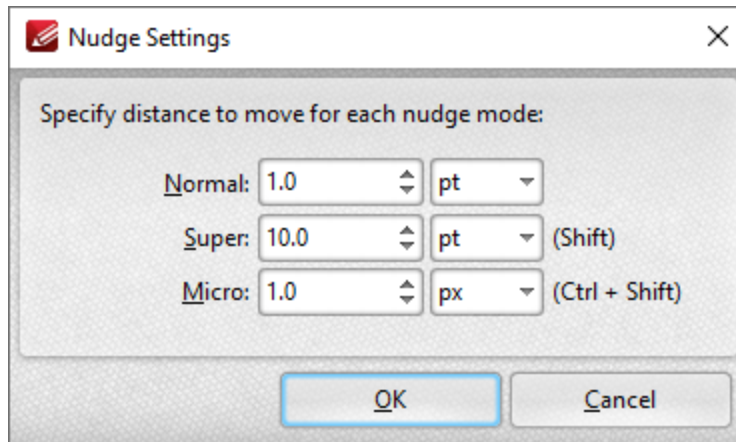 Nudge Settings
Specify distance to move for each nudge mode:
Normal: 1.0 pt
Super: 10.0 pt (Shift)
Micro: 1.0 px (Ctrl + Shift)
OK Cancel